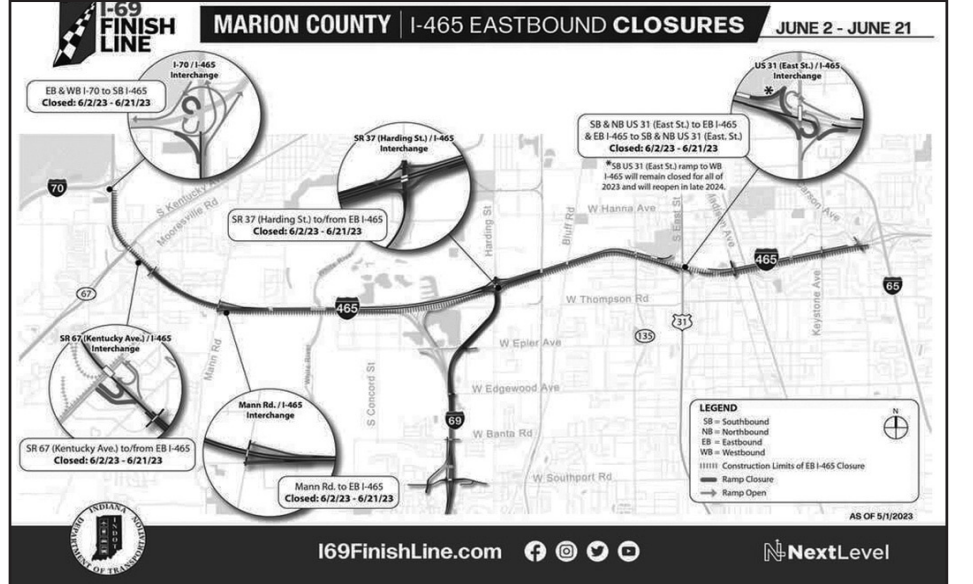 I-69
FINISH
LINE
MARION COUNTY | I-465 EASTBOUND CLOSURES
JUNE 2 - JUNE 21
I-70 / I-465
Interchange
EB & WB I-70 to SB I-465
Closed: 6/2/23 - 6/21/23
SR 37 (Harding St.) / I-465
Interchange
SR 37 (Harding St.) to/from EB I-465
Closed: 6/2/23 - 6/21/23
US 31 (East St.) / I-465
Interchange
*
SB & NB US 31 (East St.) to EB I-465
& EB I-465 to SB & NB US 31 (East. St.)
Closed: 6/2/23 - 6/21/23
*SB US 31 (East St.) ramp to WB
I-465 will remain closed for all of
2023 and will reopen in late 2024.
70
S Kentucky Av
Mooresville Rd
67
Harding St
Bluff Rd
W Hanna Ave
S East St
Madison Ave
465
465
65
Keystone Ave
W Thompson Rd
31
135
W Epler Ave
W Edgewood Ave
69
W Banta Rd
W Southport Rd
Mann Rd
S Concord St
SR 67 (Kentucky Ave.) / I-465
Interchange
SR 67 (Kentucky Ave.) to/from EB I-465
Closed: 6/2/23 - 6/21/23
Mann Rd. / I-465
Interchange
Mann Rd. to EB I-465
Closed: 6/2/23 - 6/21/23
LEGEND
N
SB = Southbound
NB = Northbound
EB = Eastbound
WB = Westbound
Construction Limits of EB I-465 Closure
Ramp Closure
Ramp Open
AS OF 5/1/2023
INDIANA
DEPARTMENT OF TRANSPORTATION
INDOT
I69FinishLine.com
NextLevel